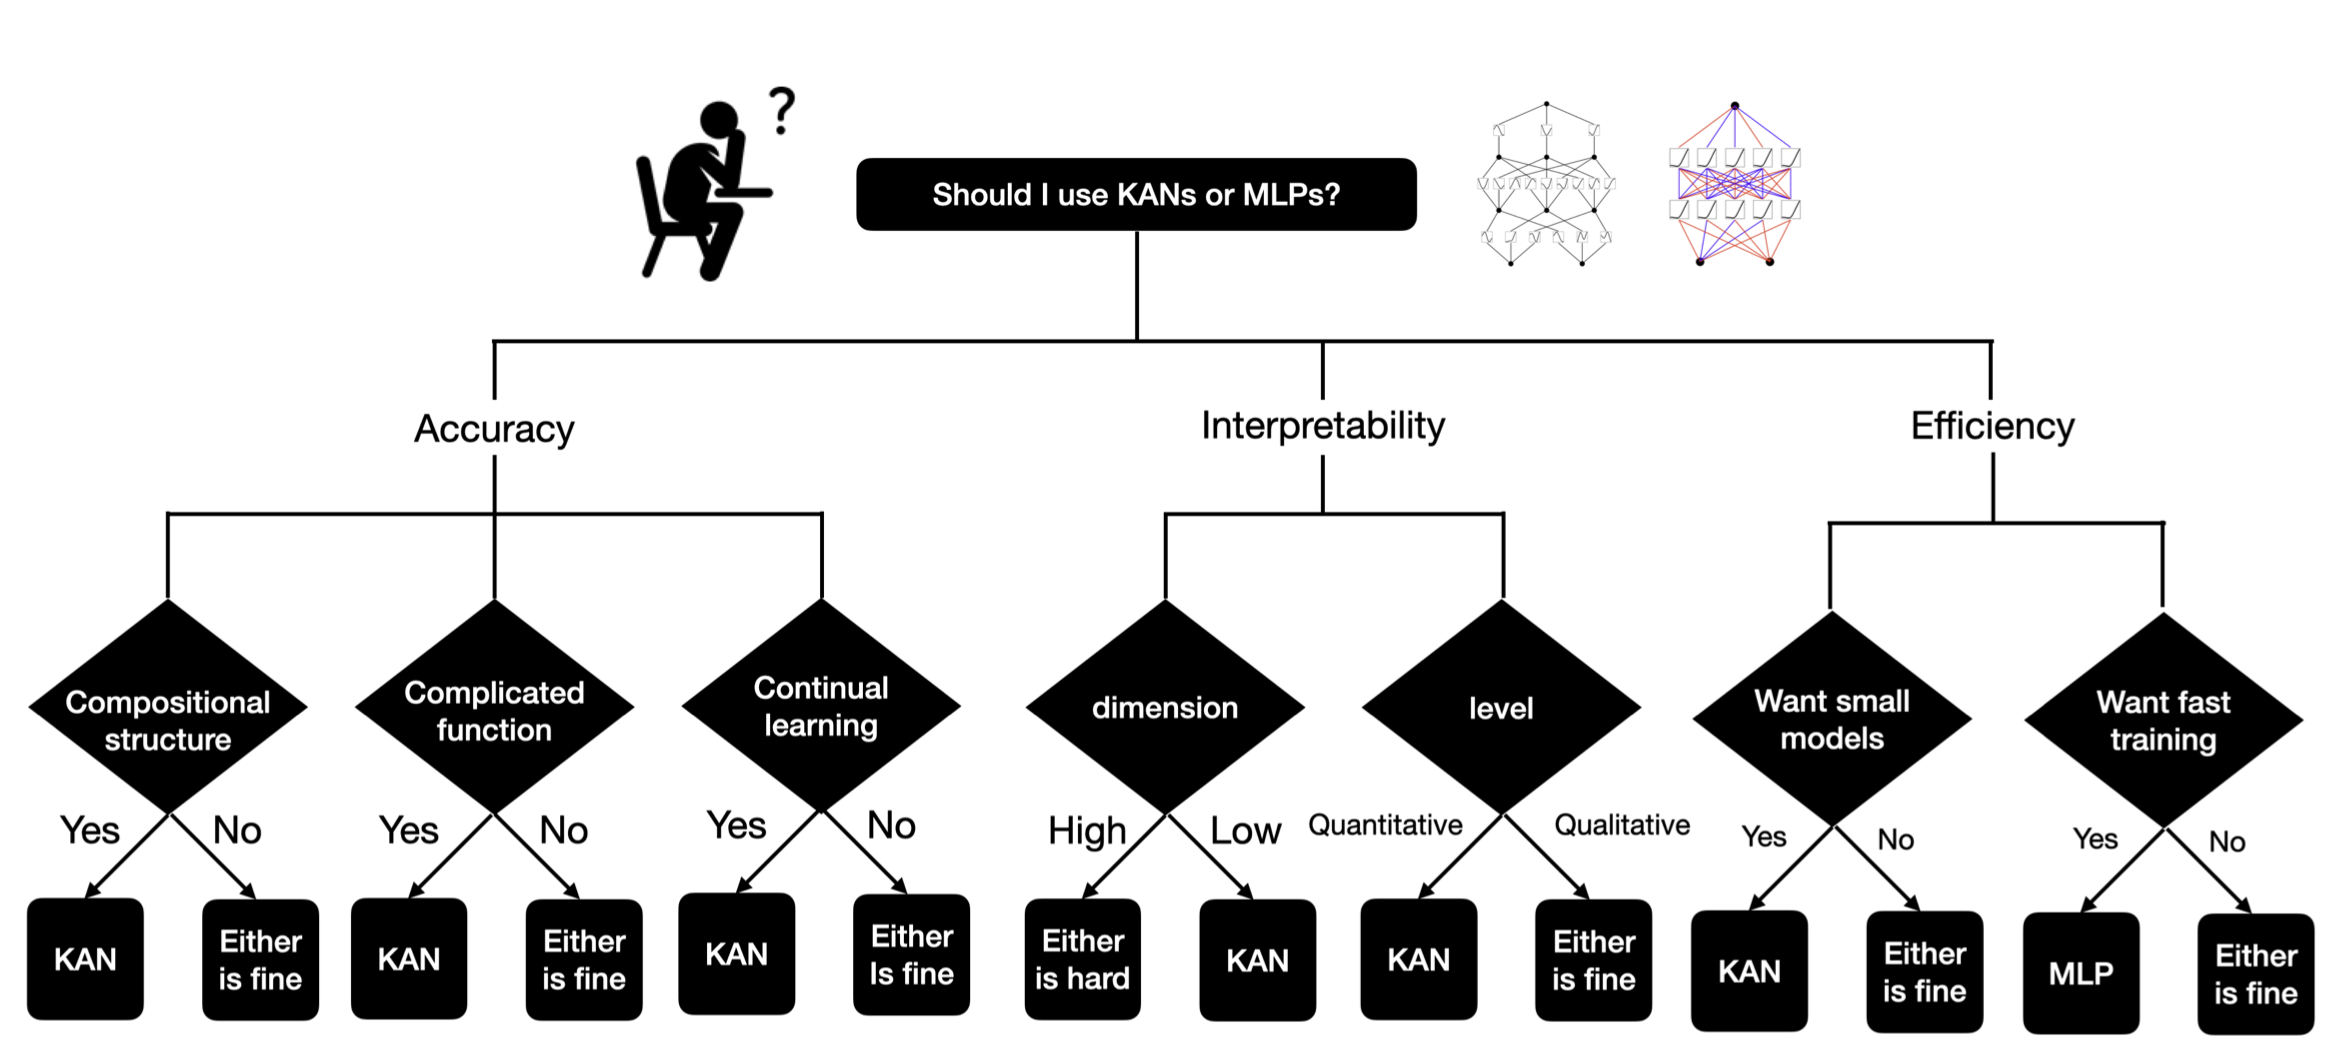 ?
Should I use KANs or MLPs?
Accuracy
Interpretability
Efficiency
Compositional
structure
Complicated
function
Continual
learning
dimension
level
Want small
models
Want fast
training
Yes
No
Yes
No
Yes
No
High
Low
Quantitative
Qualitative
Yes
No
Yes
No
KAN
Either
is fine
KAN
Either
is fine
KAN
Either
Is fine
Either
is hard
KAN
KAN
Either
is fine
KAN
Either
is fine
MLP
Either
is fine